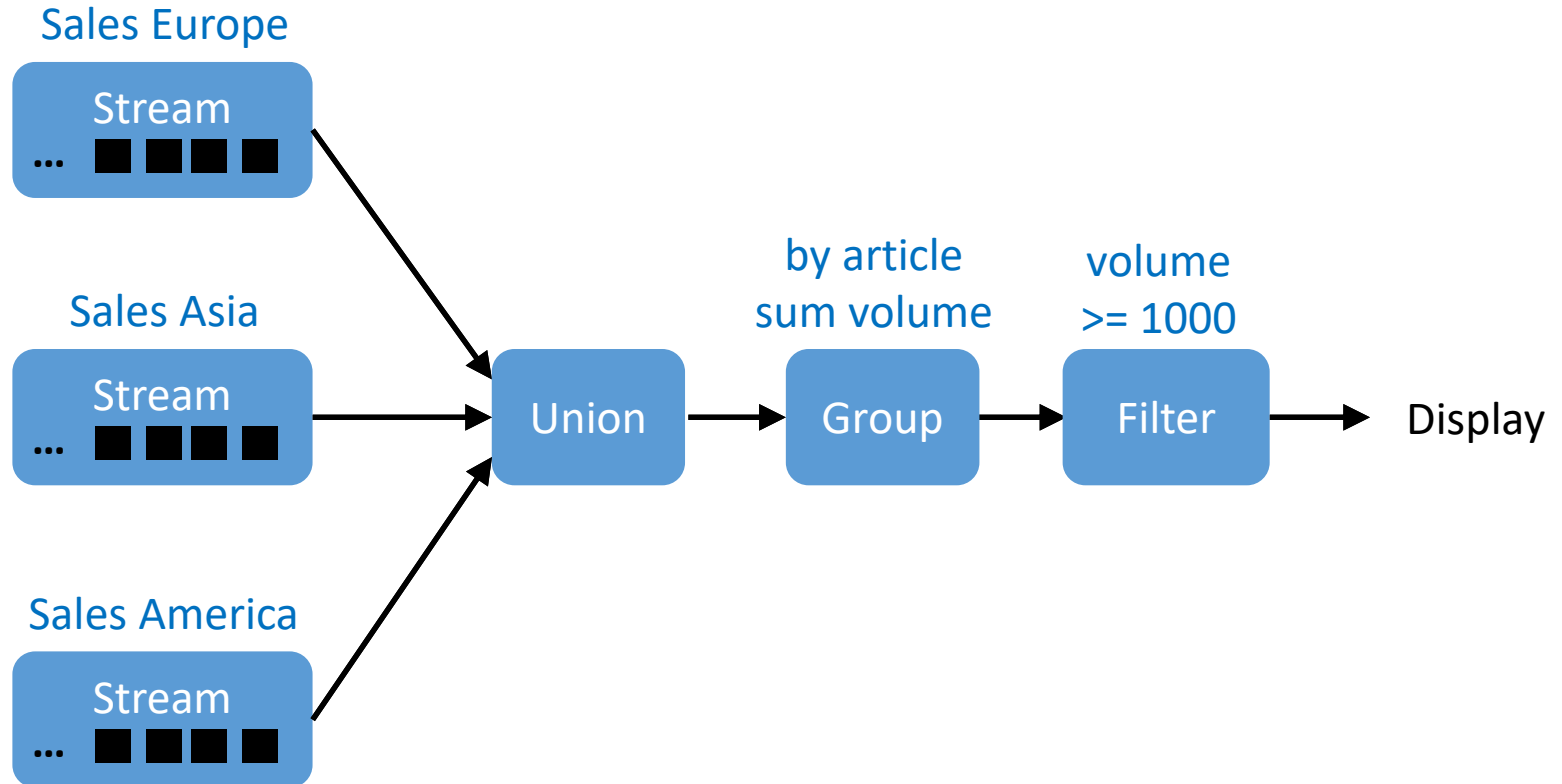 Sales Europe
Stream
...
Sales Asia
Stream
...
Sales America
Stream
...
Union
by article
sum volume
Group
volume
>= 1000
Filter
Display